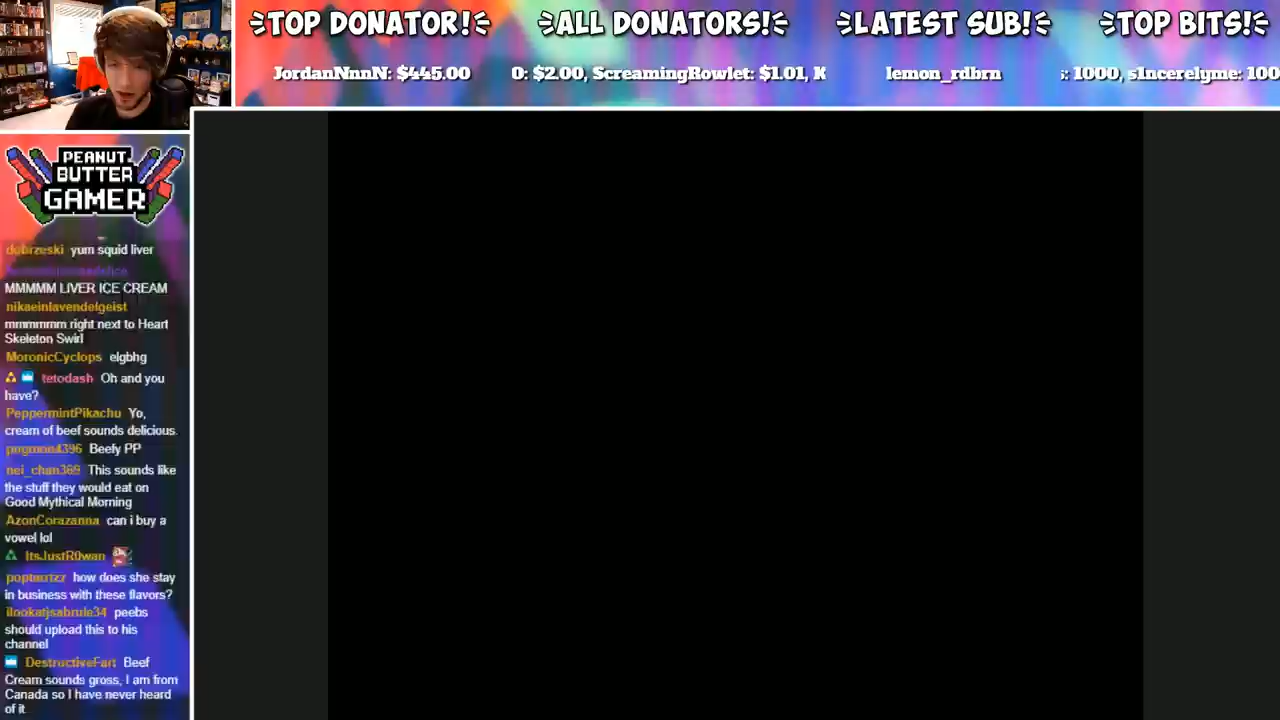 TOP DONATOR!
ALL DONATORS!
LATEST SUB!
TOP BITS!
JordanNnnN: $445.00
0: $2.00, ScreamingRowlet: $1.01, K
lemon_rdbrn
: 1000, s1ncerelyme: 100
PEANUT
BUTTER
GAMER
dobrzeski yum squid liver
MMMMM LIVER ICE CREAM
nikaeinlavendelgeist
mmmmmm right next to Heart
Skeleton Swirl
MoronicCyclops elgbhg
tetodash Oh and you
have?
PeppermintPikachu Yo,
cream of beef sounds delicious.
Beefy PP
nei_chan369 This sounds like
the stuff they would eat on
Good Mythical Morning
AzonCorazanna can i buy a
vowel lol
ItsJustR0wan
how does she stay
in business with these flavors?
ilookatjsabrule34 peebs
should upload this to his
channel
DestructiveFart Beef
Cream sounds gross, I am from
Canada so I have never heard
of it